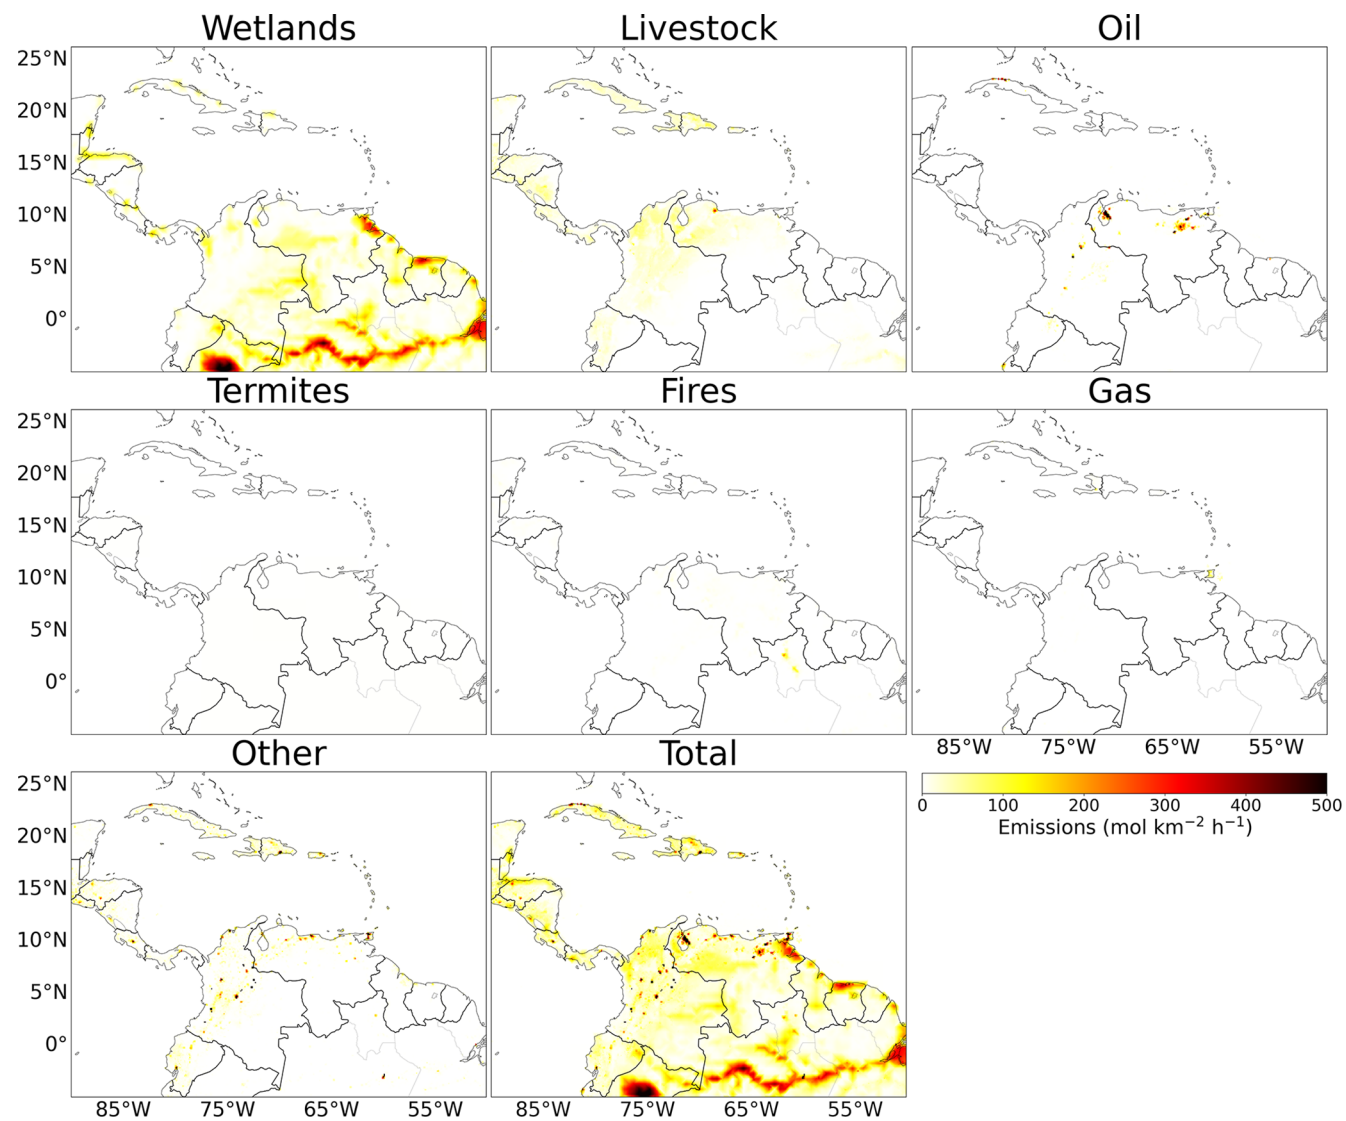 Wetlands Livestock Oil
25°N
20°N
15°N
10°N
5°N
0°
Termites Fires Gas
25°N
20°N
15°N
10°N
5°N
0°
85°W 75°W 65°W 55°W
Other Total
0 100 200 300 400 500
Emissions (mol km⁻² h⁻¹)
25°N
20°N
15°N
10°N
5°N
0°
85°W 75°W 65°W 55°W 85°W 75°W 65°W 55°W